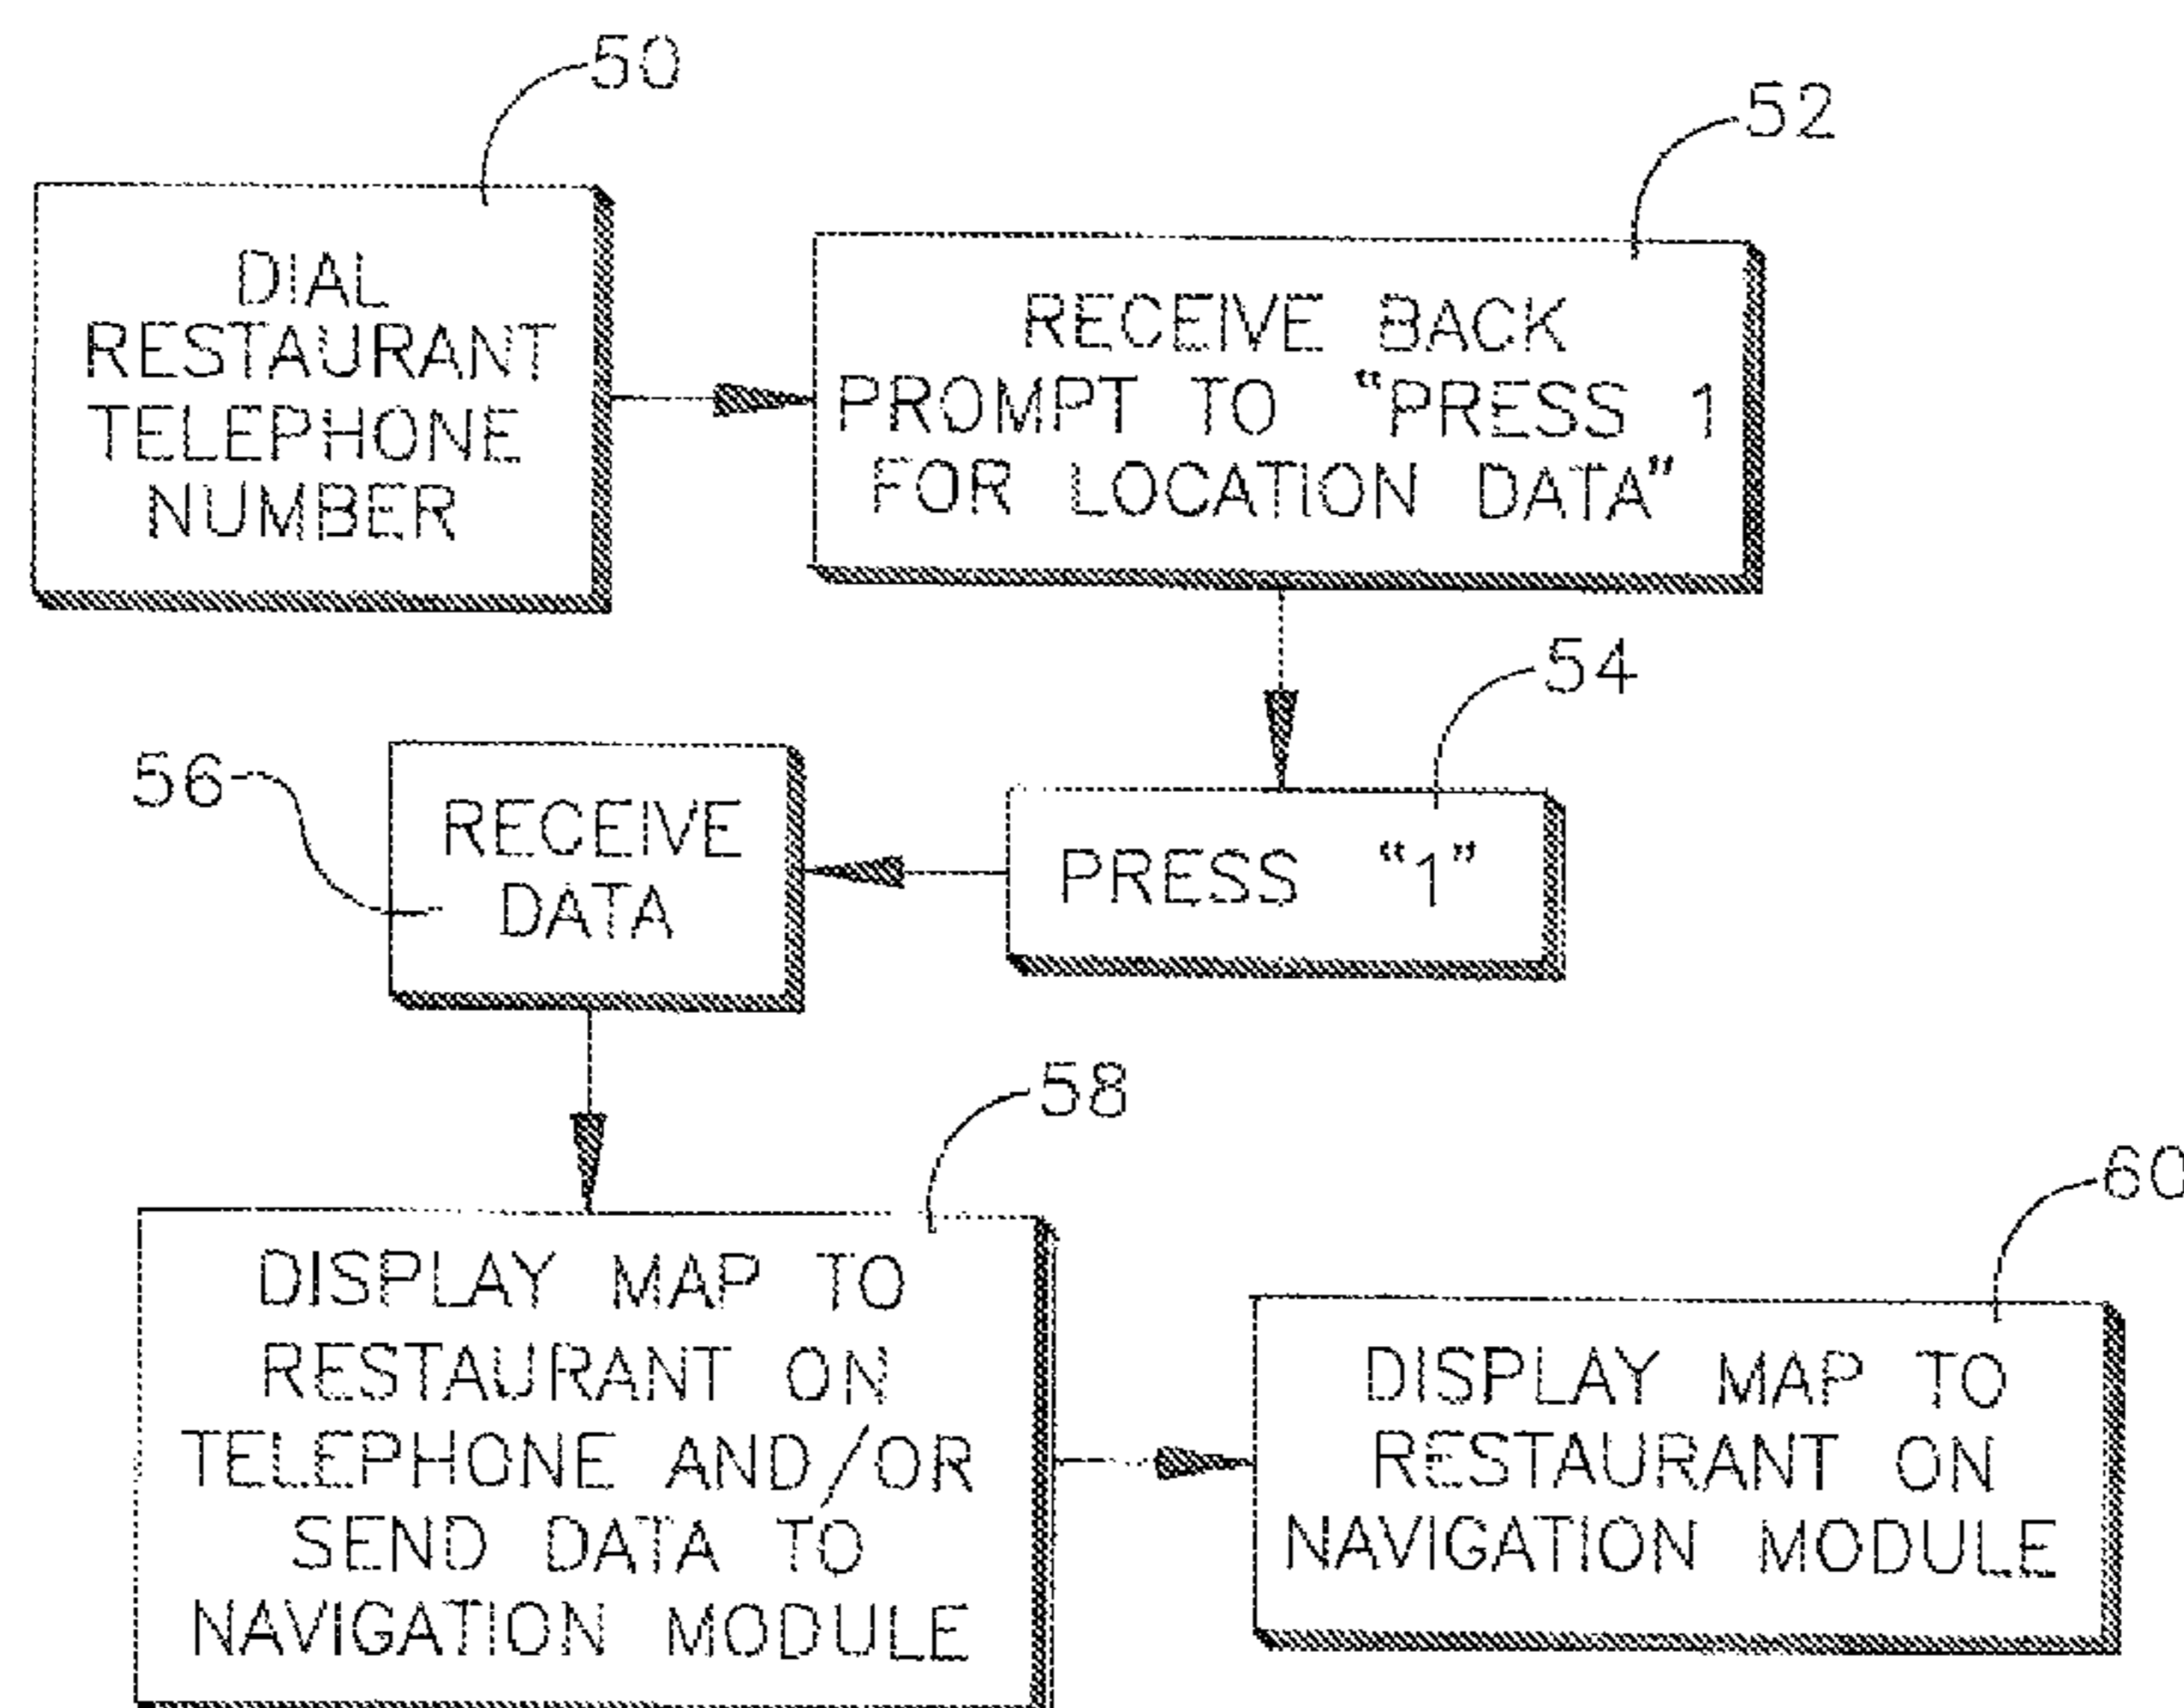 50
DIAL
RESTAURANT
TELEPHONE
NUMBER
52
RECEIVE BACK
PROMPT TO "PRESS 1
FOR LOCATION DATA"
54
PRESS "1"
56
RECEIVE
DATA
58
DISPLAY MAP TO
RESTAURANT ON
TELEPHONE AND/OR
SEND DATA TO
NAVIGATION MODULE
60
DISPLAY MAP TO
RESTAURANT ON
NAVIGATION MODULE